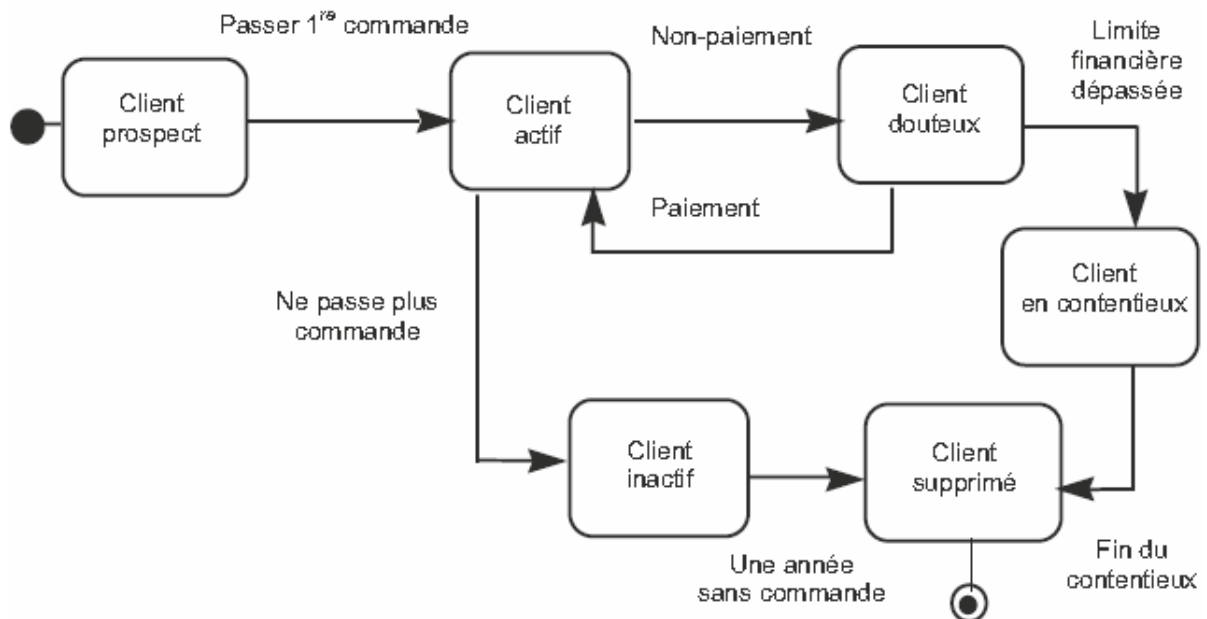 Passer 1re commande
Client
prospect
Client
actif
Non-paiement
Client
douteux
Limite
financière
dépassée
Paiement
Client
en contentieux
Ne passe plus
commande
Client
inactif
Client
supprimé
Une année
sans commande
Fin du
contentieux